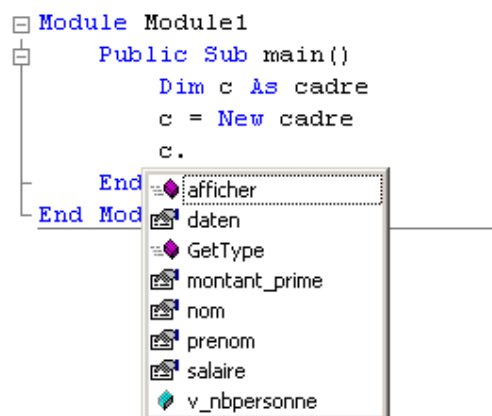 Module Module1
Public Sub main()
Dim c As cadre
c = New cadre
c.
End
End Mod
afficher
daten
GetType
montant_prime
nom
prenom
salaire
v_nbpersonne